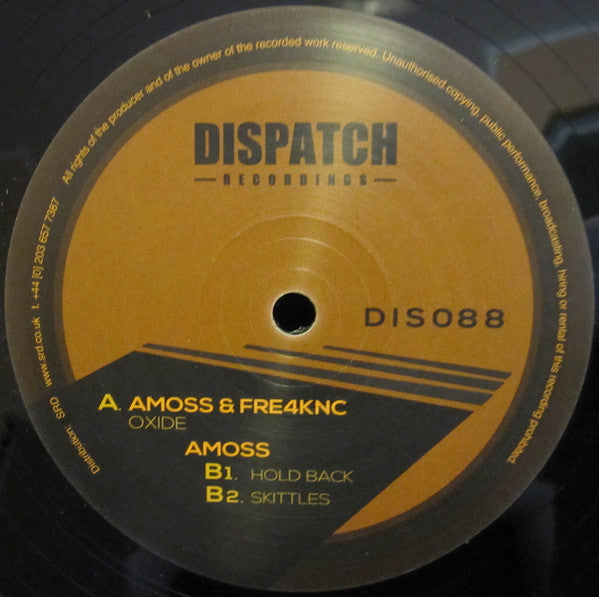 All rights of the producer and of the owner of the recorded work reserved. Unauthorised copying, public performance, broadcasting, hiring or rental of this recording prohibited.
DISPATCH
RECORDINGS
DIS088
A. AMOSS & FRE4KNC
OXIDE
AMOSS
B1. HOLD BACK
B2. SKITTLES
Distribution: SRD www.srd.co.uk t. +44 [0] 203 657 7387